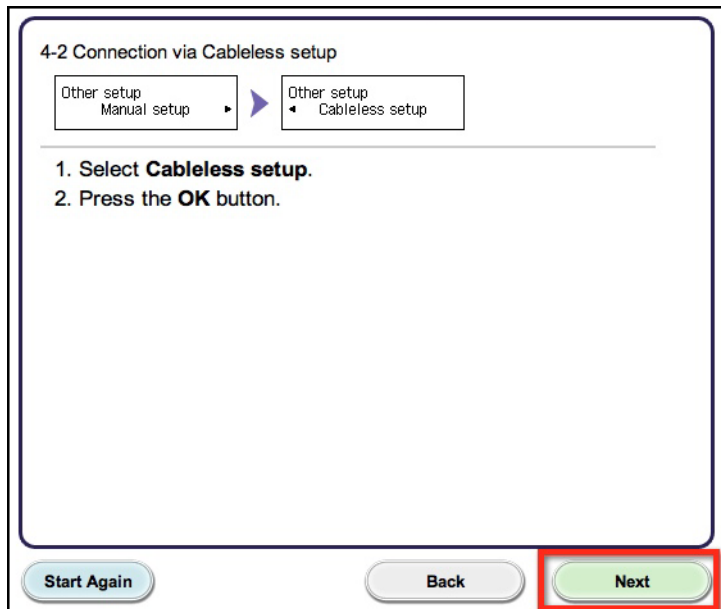 4-2 Connection via Cableless setup
Other setup
Manual setup
Other setup
Cableless setup
1. Select Cableless setup.
2. Press the OK button.
Start Again
Back
Next